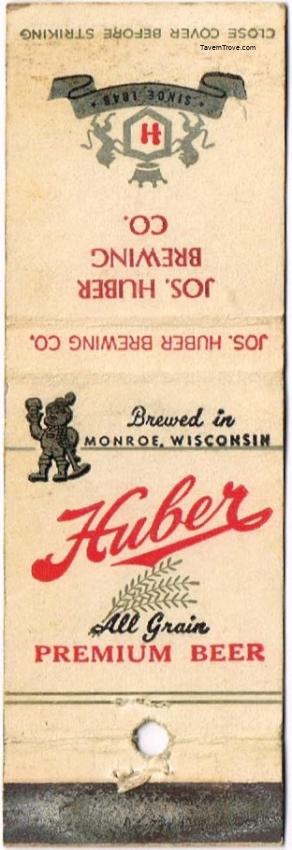 TavernTrove.com
CLOSE COVER BEFORE STRIKING
• SINCE 1848 •
H
JOS. HUBER
BREWING
CO.
JOS. HUBER BREWING CO.
Brewed in
MONROE, WISCONSIN
Huber
All Grain
PREMIUM BEER